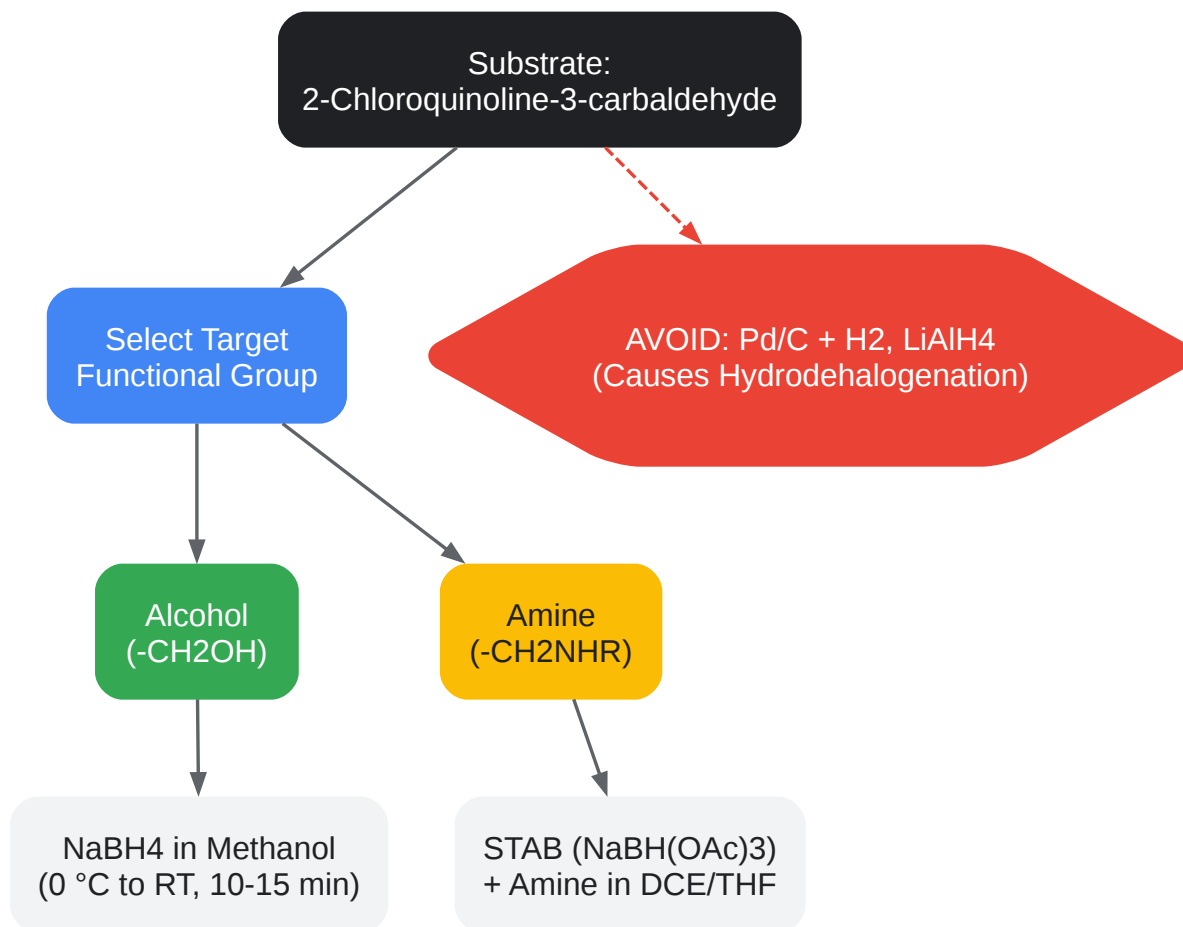 Substrate:
2-Chloroquinoline-3-carbaldehyde
Select Target
Functional Group
AVOID: Pd/C + H2, LiAlH4
(Causes Hydrodehalogenation)
Alcohol
(-CH2OH)
Amine
(-CH2NHR)
NaBH4 in Methanol
(0 °C to RT, 10-15 min)
STAB (NaBH(OAc)3)
+ Amine in DCE/THF